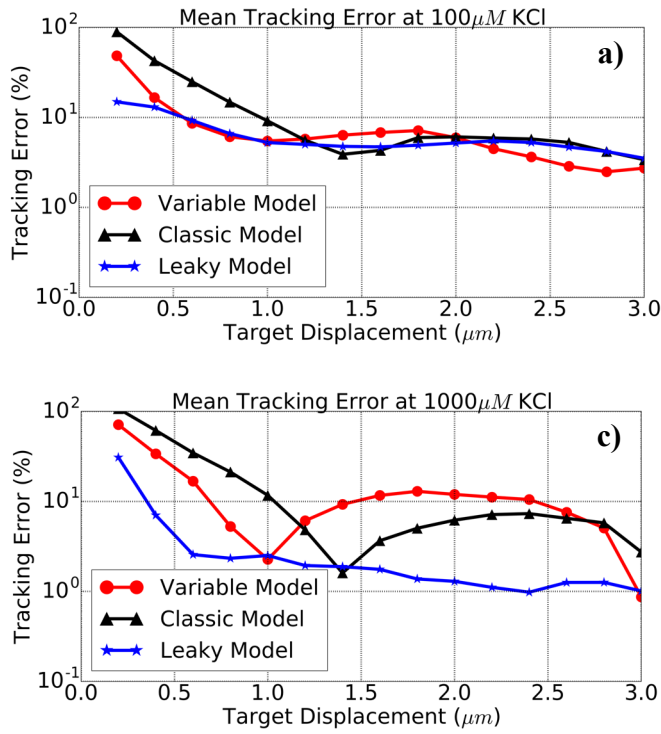 Mean Tracking Error at 100μM KCl
a)
Tracking Error (%)
10^2
10^1
10^0
10^-1
Variable Model
Classic Model
Leaky Model
0.0 0.5 1.0 1.5 2.0 2.5 3.0
Target Displacement (μm)
Mean Tracking Error at 1000μM KCl
c)
Tracking Error (%)
10^2
10^1
10^0
10^-1
Variable Model
Classic Model
Leaky Model
0.0 0.5 1.0 1.5 2.0 2.5 3.0
Target Displacement (μm)